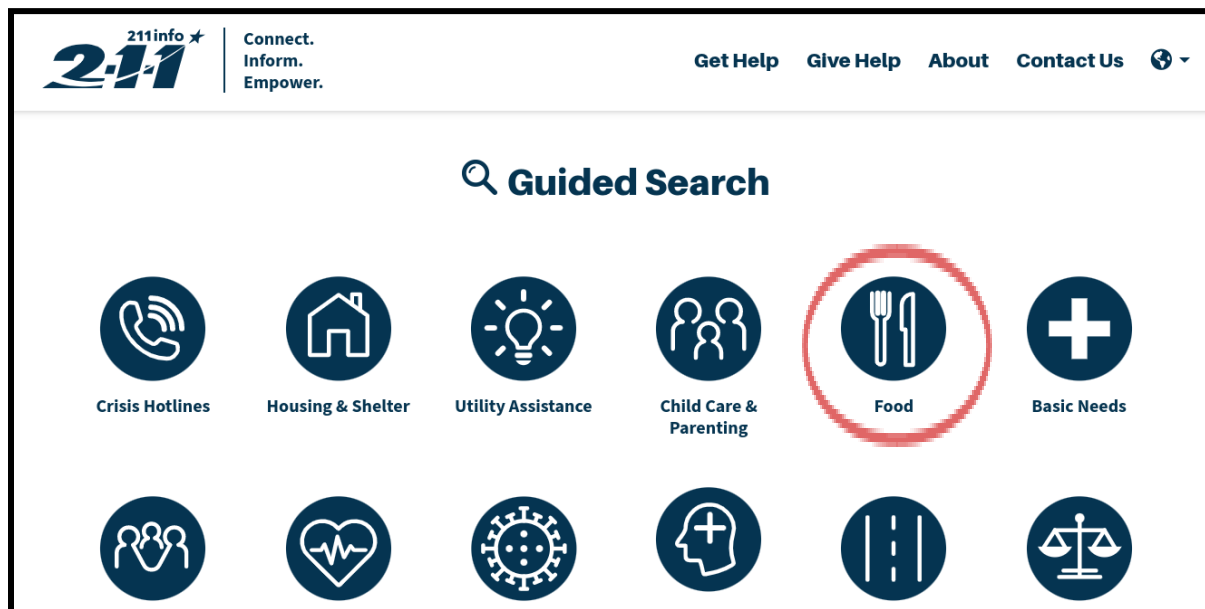 211info
2-1-1
Connect.
Inform.
Empower.
Get Help Give Help About Contact Us
Guided Search
Crisis Hotlines
Housing & Shelter
Utility Assistance
Child Care &
Parenting
Food
Basic Needs